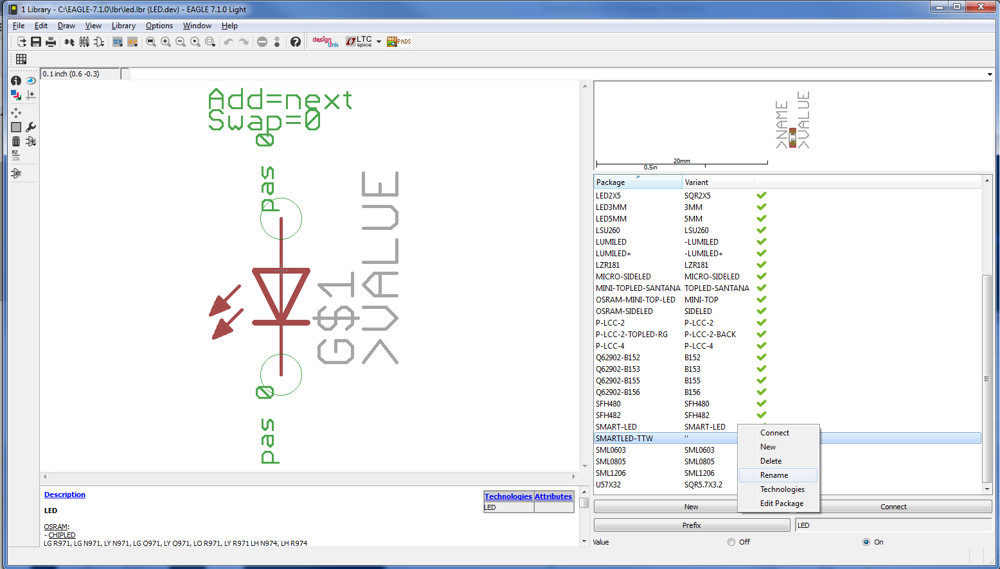 1 Library - C:\EAGLE-7.1.0\lbr\led.lbr (LED.dev) - EAGLE 7.1.0 Light
File Edit Draw View Library Options Window Help
SCR ULP design link LTC spice PADS PADS
0.1 inch (0.6 -0.3)
R2
10k
Add=next
Swap=0
0
pas
G$1
>VALUE
0
pas
>NAME
>VALUE
20mm
0.5in
Package Variant
LED2X5 SQR2X5
LED3MM 3MM
LED5MM 5MM
LSU260 LSU260
LUMILED -LUMILED
LUMILED+ -LUMILED+
LZR181 LZR181
MICRO-SIDELED MICRO-SIDELED
MINI-TOPLED-SANTANA TOPLED-SANTANA
OSRAM-MINI-TOP-LED MINI-TOP
OSRAM-SIDELED SIDELED
P-LCC-2 P-LCC-2
P-LCC-2-TOPLED-RG P-LCC-2-BACK
P-LCC-4 P-LCC-4
Q62902-B152 B152
Q62902-B153 B153
Q62902-B155 B155
Q62902-B156 B156
SFH480 SFH480
SFH482 SFH482
SMART-LED SMART-LED
SMARTLED-TTW ''
SML0603 SML0603
SML0805 SML0805
SML1206 SML1206
U57X32 SQR5.7X3.2
Connect
New
Delete
Rename
Technologies
Edit Package
New Connect
Prefix LED
Value Off On
Description
LED
OSRAM:
- CHIPLED
LG R971, LG N971, LY N971, LG Q971, LY Q971, LO R971, LY R971 LH N974, LH R974
Technologies Attributes
LED